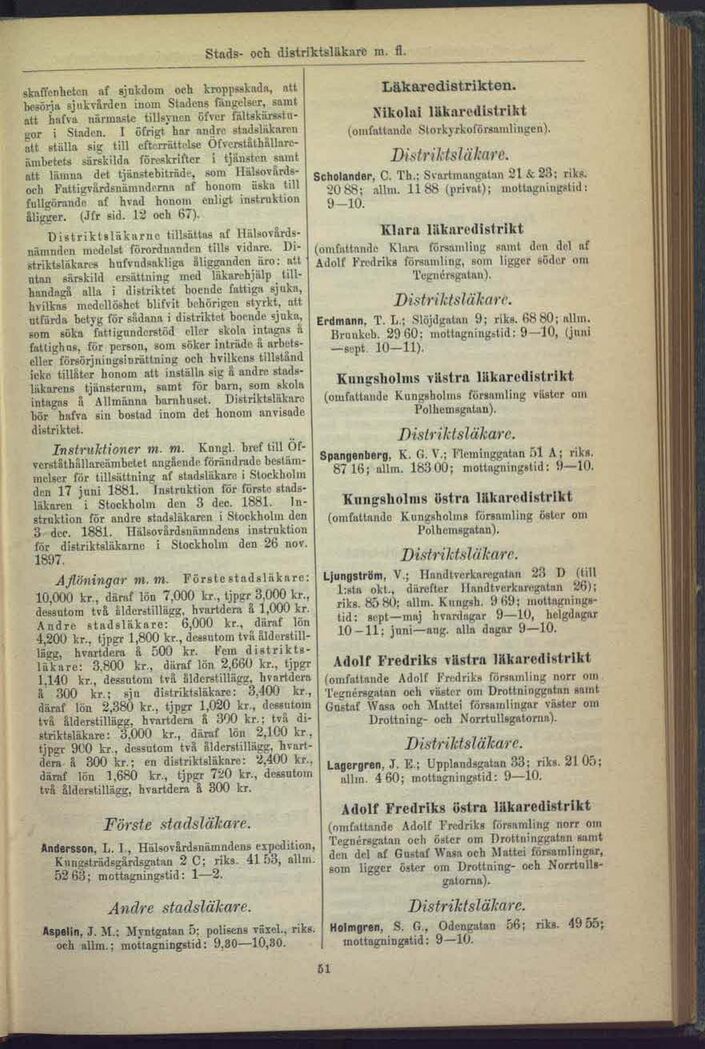 Stads- och distriktsläkare m. fl.
skaffenheten af sjukdom och kroppsskada, att
besörja sjukvården inom Stadens fängelser, samt
att hafva närmaste tillsynen öfver fältskärsstu-
gor i Staden. I öfrigt har andre stadsläkaren
att ställa sig till efterrättelse Öfverståthållare-
ämbetets särskilda föreskrifter i tjänsten samt
att lämna det tjänstebiträde, som Hälsovårds-
och Fattigvårdsnämnderna af honom äska till
fullgörande af hvad honom enligt instruktion
åligger. (Jfr sid. 12 och 67).
Distriktsläkarne tillsättas af Hälsovårds-
nämnden medelst förordnanden tills vidare. Di-
striktsläkares hufvudsakliga åligganden äro: att
utan särskild ersättning med läkarehjälp till-
handagå alla i distriktet boende fattiga sjuka,
hvilkas medellöshet blifvit behörigen styrkt, att
utfärda betyg för sådana i distriktet boende sjuka,
som söka fattigunderstöd eller skola intagas å
fattighus, för person, som söker inträde å arbets-
eller försörjningsinrättning och hvilkens tillstånd
icke tillåter honom att inställa sig å andre stads-
läkarens tjänsterum, samt för barn, som skola
intagas å Allmänna barnhuset. Distriktsläkare
bör hafva sin bostad inom det honom anvisade
distriktet.
Instruktioner m. m. Kungl. bref till Öf-
verståthållareämbetet angående förändrade bestäm-
melser för tillsättning af stadsläkare i Stockholm
den 17 juni 1881. Instruktion för förste stads-
läkaren i Stockholm den 3 dec. 1881. In-
struktion för andre stadsläkaren i Stockholm den
3 dec. 1881. Hälsovårdsnämndens instruktion
för distriktsläkarne i Stockholm den 26 nov.
1897.
Aflöningar m. m. Förste stadsläkare:
10,000 kr., däraf lön 7,000 kr., tjpgr 3,000 kr.,
dessutom två ålderstillägg, hvartdera å 1,000 kr.
Andre stadsläkare: 6,000 kr., däraf lön
4,200 kr., tjpgr 1,800 kr., dessutom två ålderstill-
lägg, hvartdera å 500 kr. Fem distrikts-
läkare: 3,800 kr., däraf lön 2,660 kr., tjpgr
1,140 kr., dessutom två ålderstillägg, hvartdera
å 300 kr.; sju distriktsläkare: 3,400 kr.,
däraf lön 2,380 kr., tjpgr 1,020 kr., dessutom
två ålderstillägg, hvartdera å 300 kr.; två di-
striktsläkare: 3,000 kr., däraf lön 2,100 kr.,
tjpgr 900 kr., dessutom två ålderstillägg, hvart-
dera å 300 kr.; en distriktsläkare: 2,400 kr.,
däraf lön 1,680 kr., tjpgr 720 kr., dessutom
två ålderstillägg, hvartdera å 300 kr.
Förste stadsläkare.
Andersson, L. I., Hälsovårdsnämndens expedition,
Kungsträdsgårdsgatan 2 C; riks. 41 53, allm.
52 63; mottagningstid: 1—2.
Andre stadsläkare.
Aspelin, J. M.; Myntgatan 5; polisens växel., riks.
och allm.; mottagningstid: 9,30—10,30.
Läkaredistrikten.
Nikolai läkaredistrikt
(omfattande Storkyrkoförsamlingen).
Distriktsläkare.
Scholander, C. Th.; Svartmangatan 21 & 23; riks.
20 88; allm. 11 88 (privat); mottagningstid:
9—10.
Klara läkaredistrikt
(omfattande Klara församling samt den del af
Adolf Fredriks församling, som ligger söder om
Tegnérsgatan).
Distriktsläkare.
Erdmann, T. L.; Slöjdgatan 9; riks. 68 80; allm.
Brunkeb. 29 60; mottagningstid: 9—10, (juni
—sept. 10—11).
Kungsholms västra läkaredistrikt
(omfattande Kungsholms församling väster om
Polhemsgatan).
Distriktsläkare.
Spangenberg, K. G. V.; Fleminggatan 51 A; riks.
87 16; allm. 183 00; mottagningstid: 9—10.
Kungsholms östra läkaredistrikt
(omfattande Kungsholms församling öster om
Polhemsgatan).
Distriktsläkare.
Ljungström, V.; Handtverkaregatan 23 D (till
1:sta okt., därefter Handtverkaregatan 26);
riks. 85 80; allm. Kungsh. 9 69; mottagnings-
tid: sept—maj hvardagar 9—10, helgdagar
10—11; juni—aug. alla dagar 9—10.
Adolf Fredriks västra läkaredistrikt
(omfattande Adolf Fredriks församling norr om
Tegnérsgatan och väster om Drottninggatan samt
Gustaf Wasa och Mattei församlingar väster om
Drottning- och Norrtullsgatorna).
Distriktsläkare.
Lagergren, J. E.; Upplandsgatan 33; riks. 21 05;
allm. 4 60; mottagningstid: 9—10.
Adolf Fredriks östra läkaredistrikt
(omfattande Adolf Fredriks församling norr om
Tegnérsgatan och öster om Drottninggatan samt
den del af Gustaf Wasa och Mattei församlingar,
som ligger öster om Drottning- och Norrtulls-
gatorna).
Distriktsläkare.
Holmgren, S. G., Odengatan 56; riks. 49 55;
mottagningstid: 9—10.
51